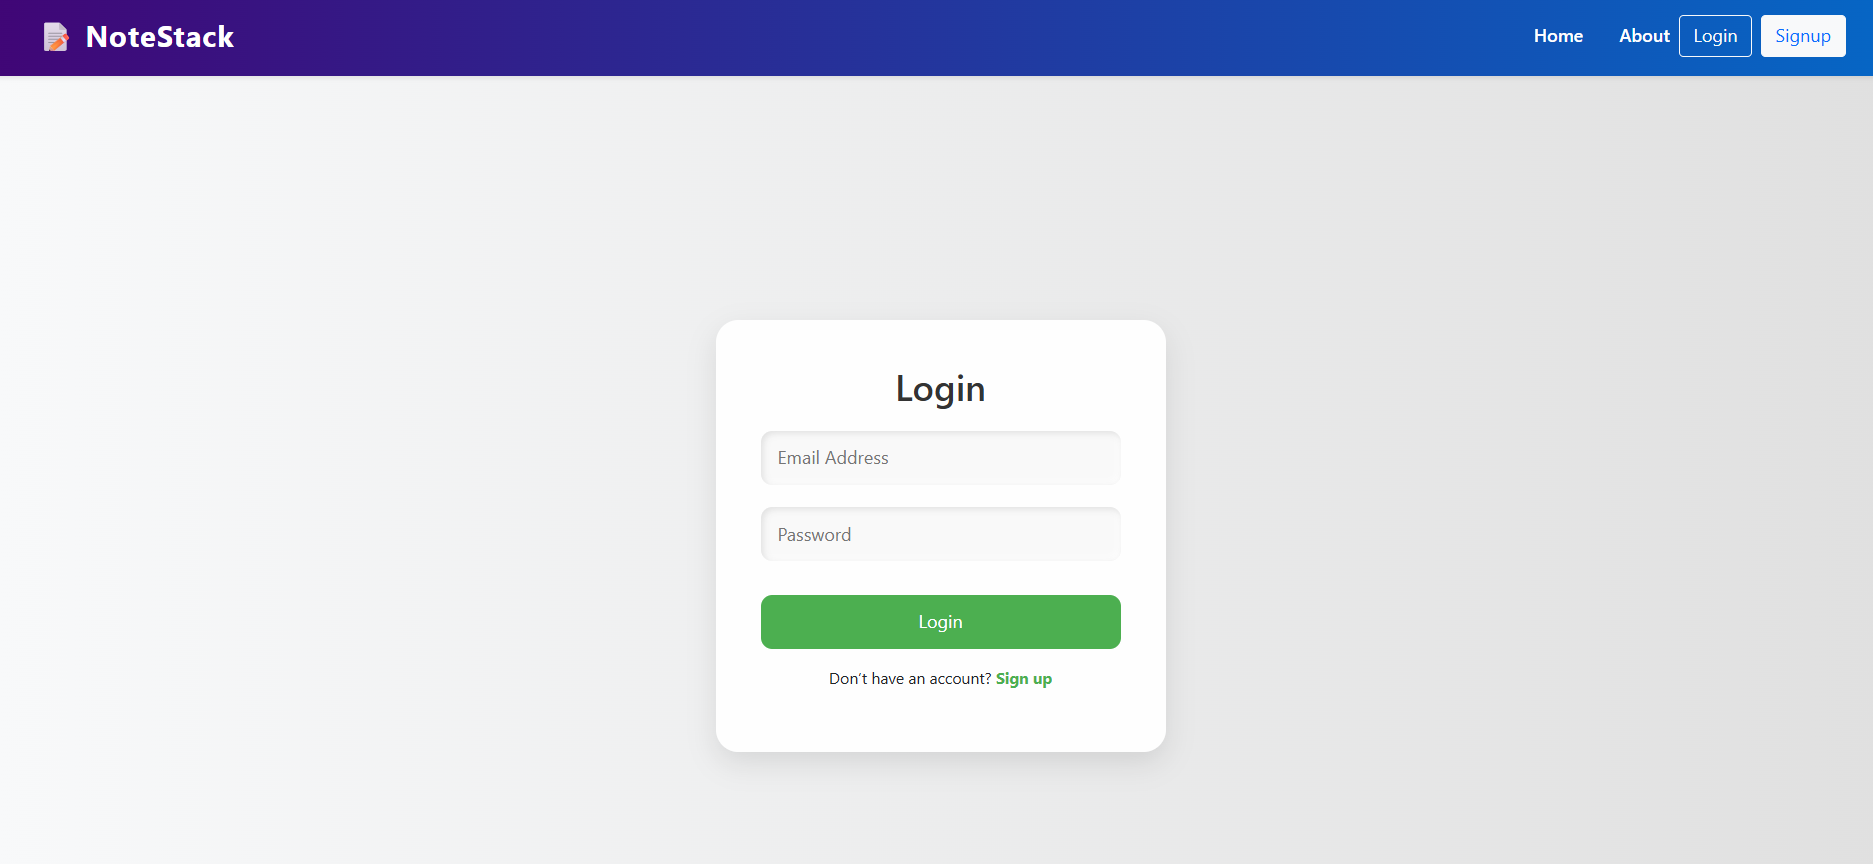 NoteStack
Home About Login Signup
Login
Email Address
Password
Login
Don’t have an account? Sign up